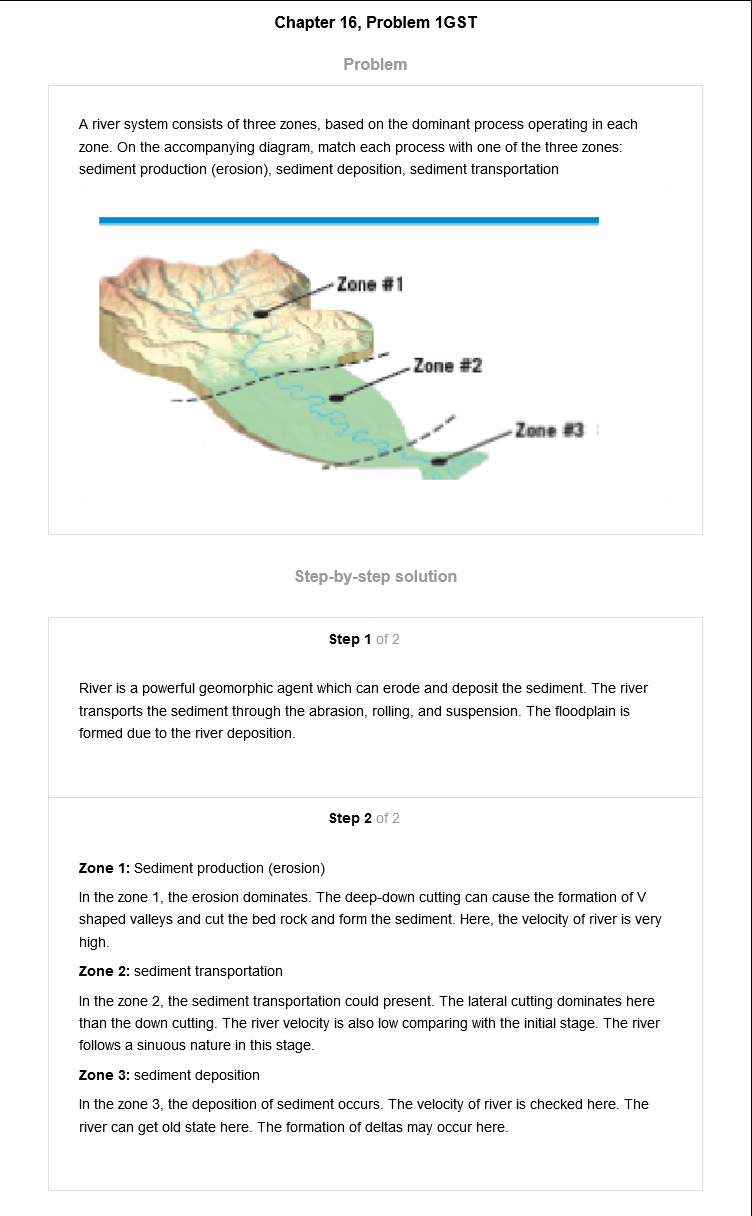 Chapter 16, Problem 1GST
Problem
A river system consists of three zones, based on the dominant process operating in each
zone. On the accompanying diagram, match each process with one of the three zones:
sediment production (erosion), sediment deposition, sediment transportation
Zone #1
Zone #2
Zone #3
Step-by-step solution
Step 1 of 2
River is a powerful geomorphic agent which can erode and deposit the sediment. The river
transports the sediment through the abrasion, rolling, and suspension. The floodplain is
formed due to the river deposition.
Step 2 of 2
Zone 1: Sediment production (erosion)
In the zone 1, the erosion dominates. The deep-down cutting can cause the formation of V
shaped valleys and cut the bed rock and form the sediment. Here, the velocity of river is very
high.
Zone 2: sediment transportation
In the zone 2, the sediment transportation could present. The lateral cutting dominates here
than the down cutting. The river velocity is also low comparing with the initial stage. The river
follows a sinuous nature in this stage.
Zone 3: sediment deposition
In the zone 3, the deposition of sediment occurs. The velocity of river is checked here. The
river can get old state here. The formation of deltas may occur here.